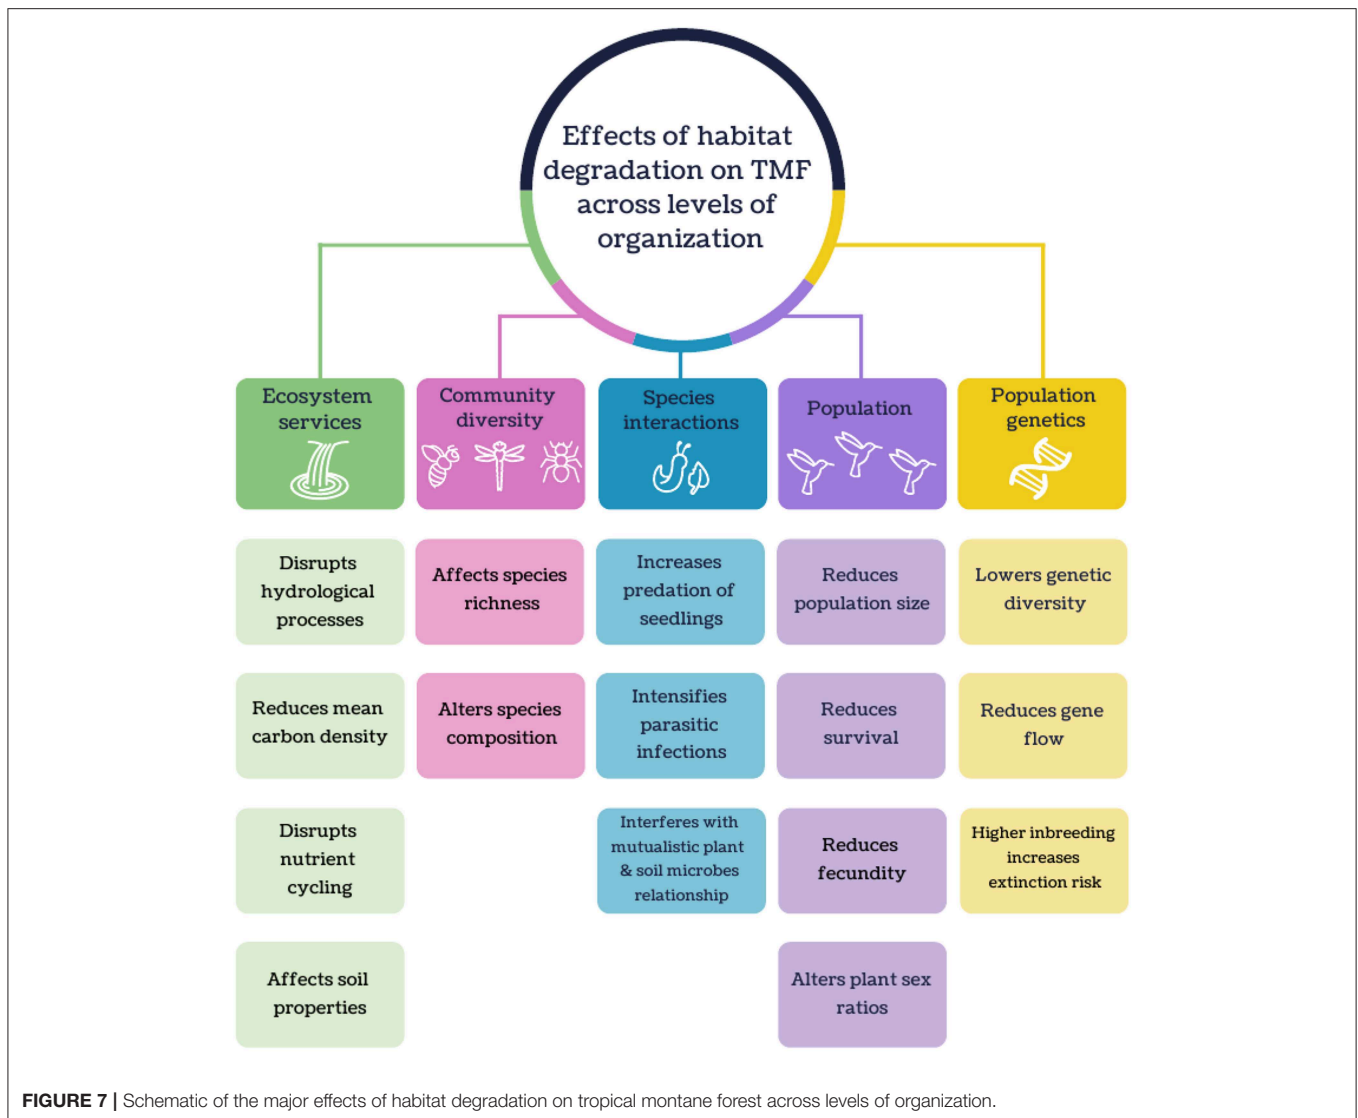 Effects of habitat
degradation on TMF
across levels of
organization
Ecosystem
services
Community
diversity
Species
interactions
Population
Population
genetics
Disrupts
hydrological
processes
Affects species
richness
Increases
predation of
seedlings
Reduces
population size
Lowers genetic
diversity
Reduces mean
carbon density
Alters species
composition
Intensifies
parasitic
infections
Reduces
survival
Reduces gene
flow
Disrupts
nutrient
cycling
Interferes with
mutualistic plant
& soil microbes
relationship
Reduces
fecundity
Higher inbreeding
increases
extinction risk
Affects soil
properties
Alters plant sex
ratios
FIGURE 7 | Schematic of the major effects of habitat degradation on tropical montane forest across levels of organization.